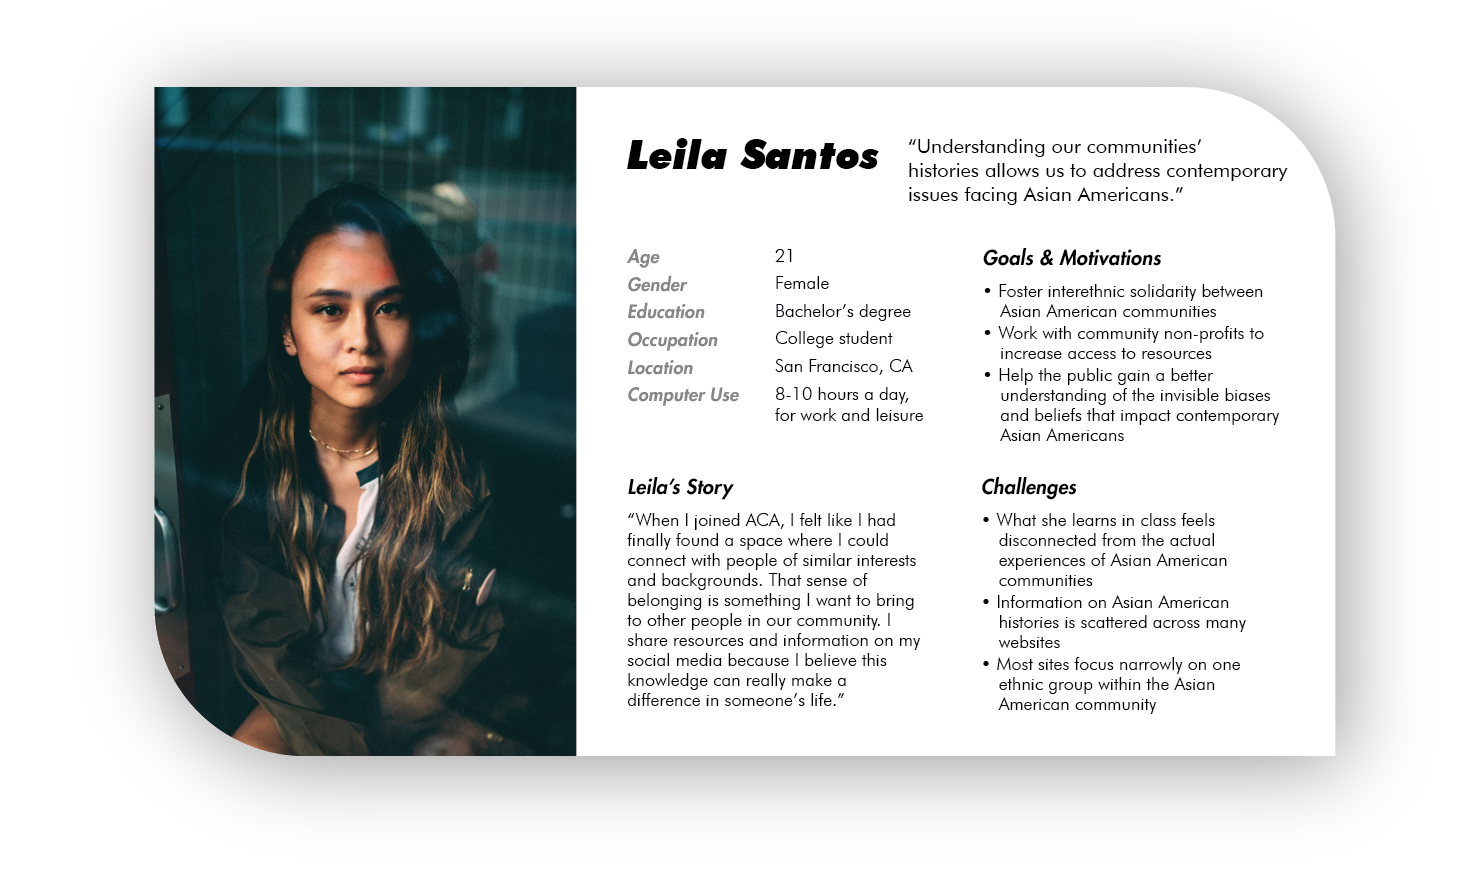 Leila Santos
“Understanding our communities’
histories allows us to address contemporary
issues facing Asian Americans.”
Age 21
Gender Female
Education Bachelor’s degree
Occupation College student
Location San Francisco, CA
Computer Use 8-10 hours a day,
for work and leisure
Goals & Motivations
• Foster interethnic solidarity between
Asian American communities
• Work with community non-profits to
increase access to resources
• Help the public gain a better
understanding of the invisible biases
and beliefs that impact contemporary
Asian Americans
Leila’s Story
“When I joined ACA, I felt like I had
finally found a space where I could
connect with people of similar interests
and backgrounds. That sense of
belonging is something I want to bring
to other people in our community. I
share resources and information on my
social media because I believe this
knowledge can really make a
difference in someone’s life.”
Challenges
• What she learns in class feels
disconnected from the actual
experiences of Asian American
communities
• Information on Asian American
histories is scattered across many
websites
• Most sites focus narrowly on one
ethnic group within the Asian
American community